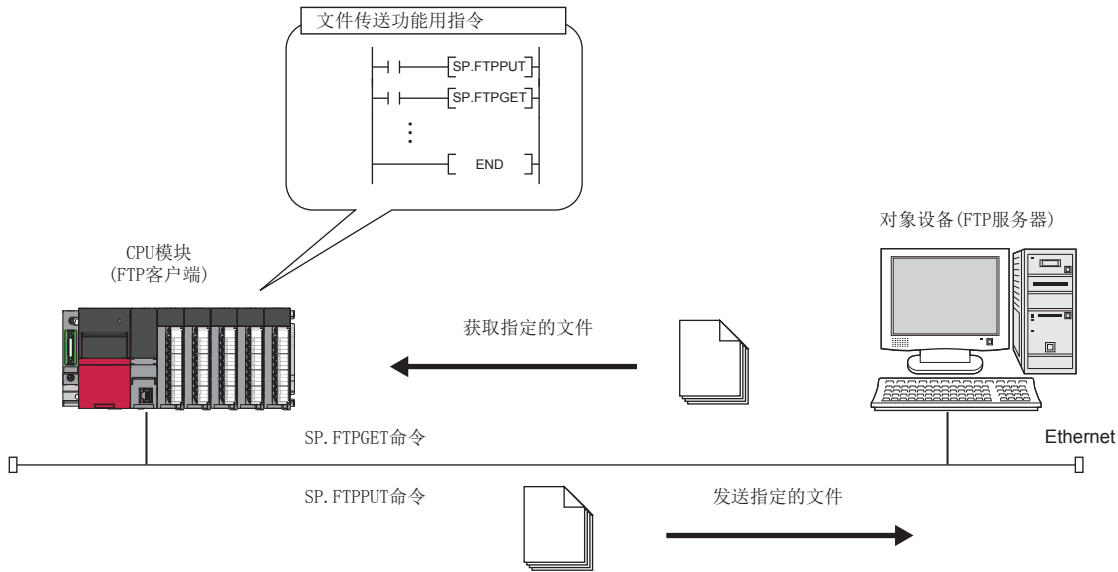 文件传送功能用指令
SP.FTPPUT
SP.FTPGET
END
对象设备(FTP服务器)
CPU模块
(FTP客户端)
获取指定的文件
SP.FTPGET命令
Ethernet
SP.FTPPUT命令
发送指定的文件